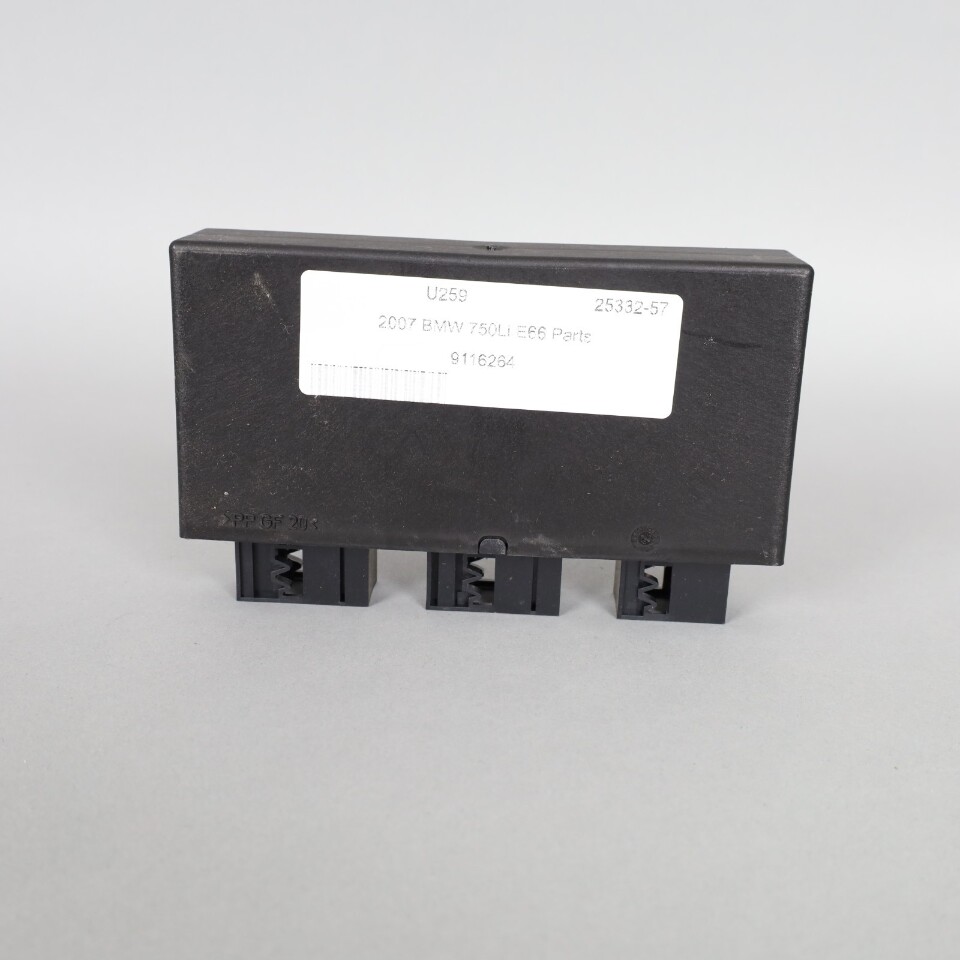 U259 25332-57
2007 BMW 750Li E66 Parts
9116264
>PP GF 20<